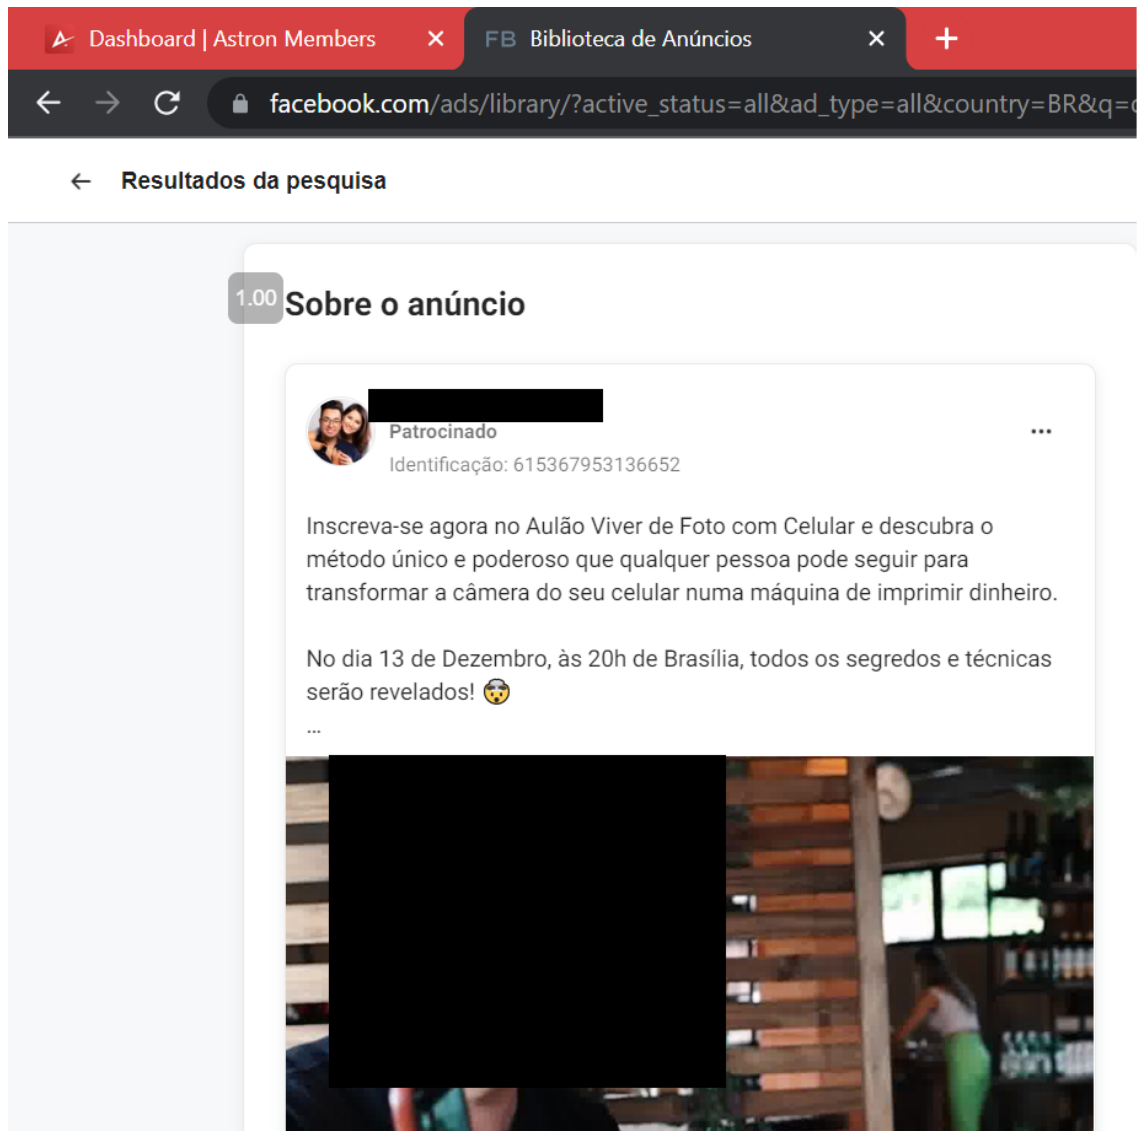 Dashboard | Astron Members
FB Biblioteca de Anúncios
facebook.com/ads/library/?active_status=all&ad_type=all&country=BR&q=
Resultados da pesquisa
1.00
Sobre o anúncio
Patrocinado
Identificação: 615367953136652
Inscreva-se agora no Aulão Viver de Foto com Celular e descubra o
método único e poderoso que qualquer pessoa pode seguir para
transformar a câmera do seu celular numa máquina de imprimir dinheiro.
No dia 13 de Dezembro, às 20h de Brasília, todos os segredos e técnicas
serão revelados! 🤯
...